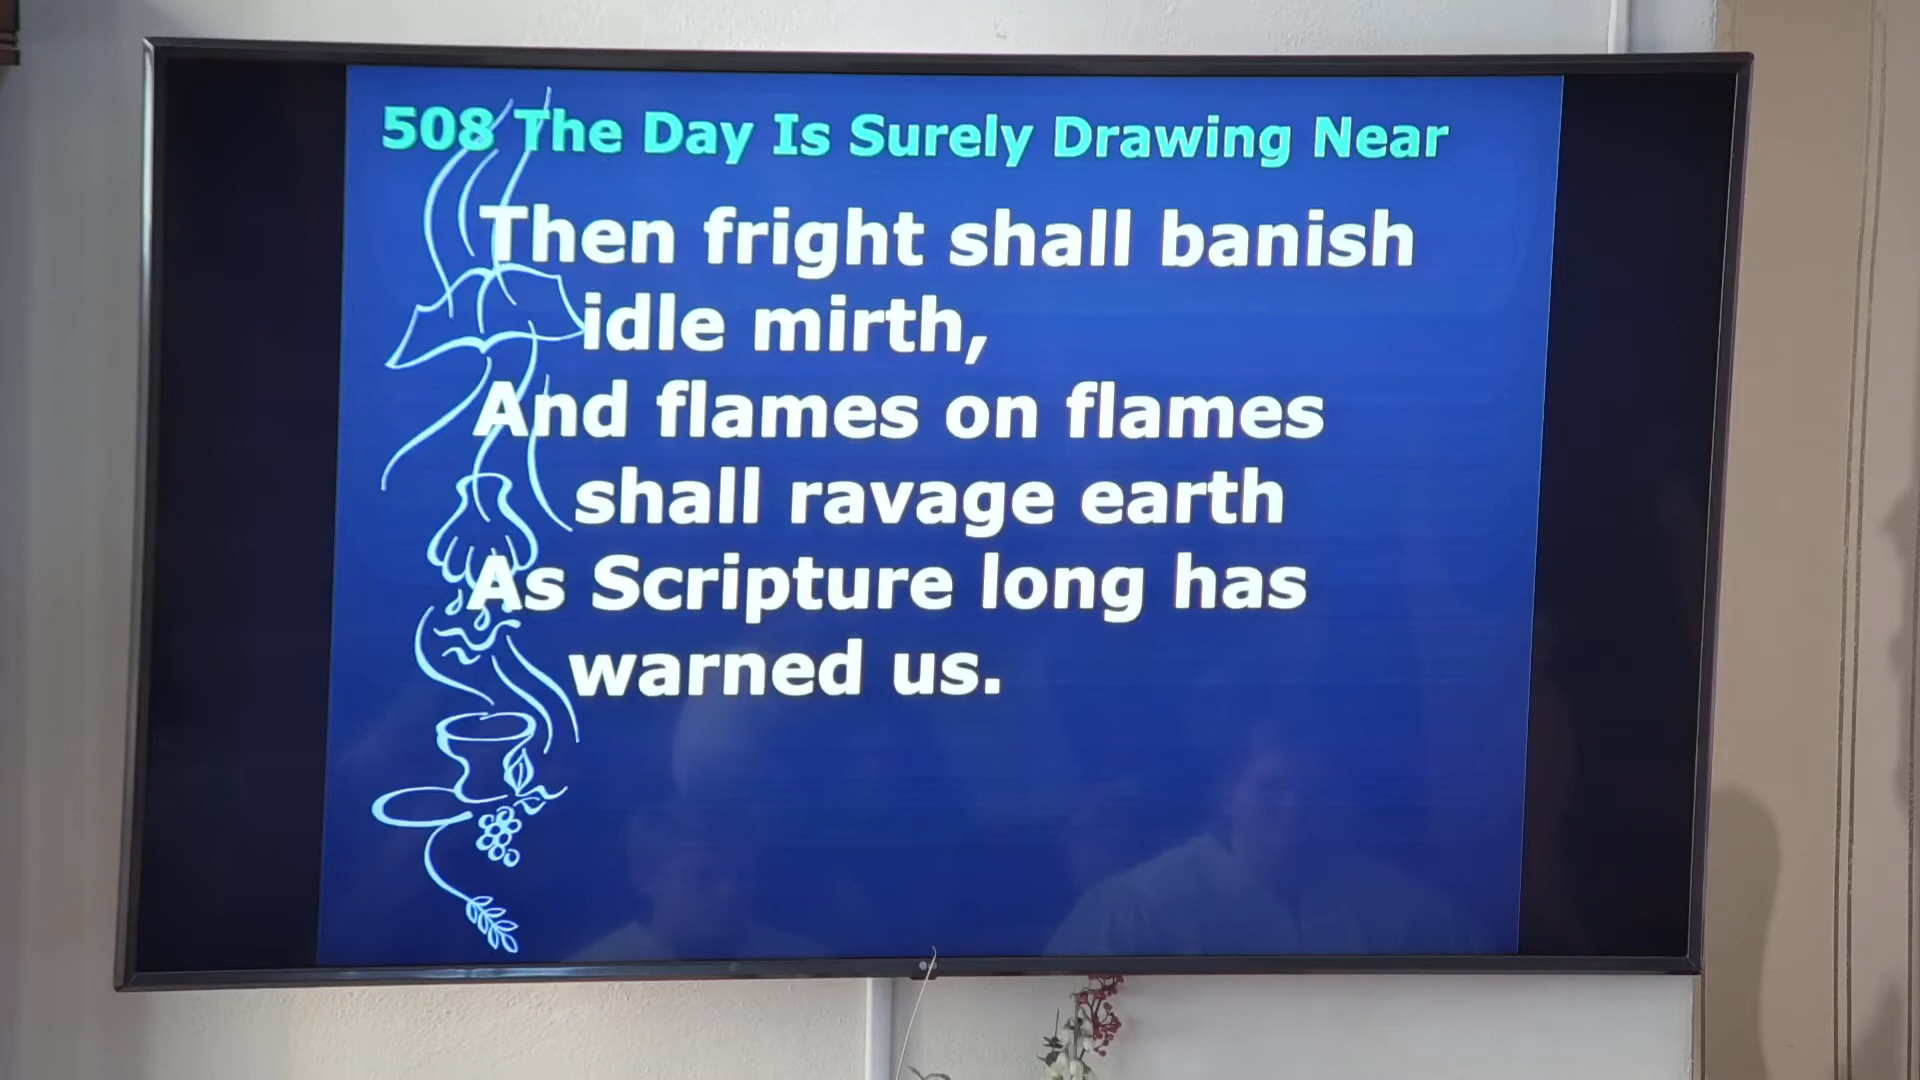 508 The Day Is Surely Drawing Near
Then fright shall banish
idle mirth,
And flames on flames
shall ravage earth
As Scripture long has
warned us.